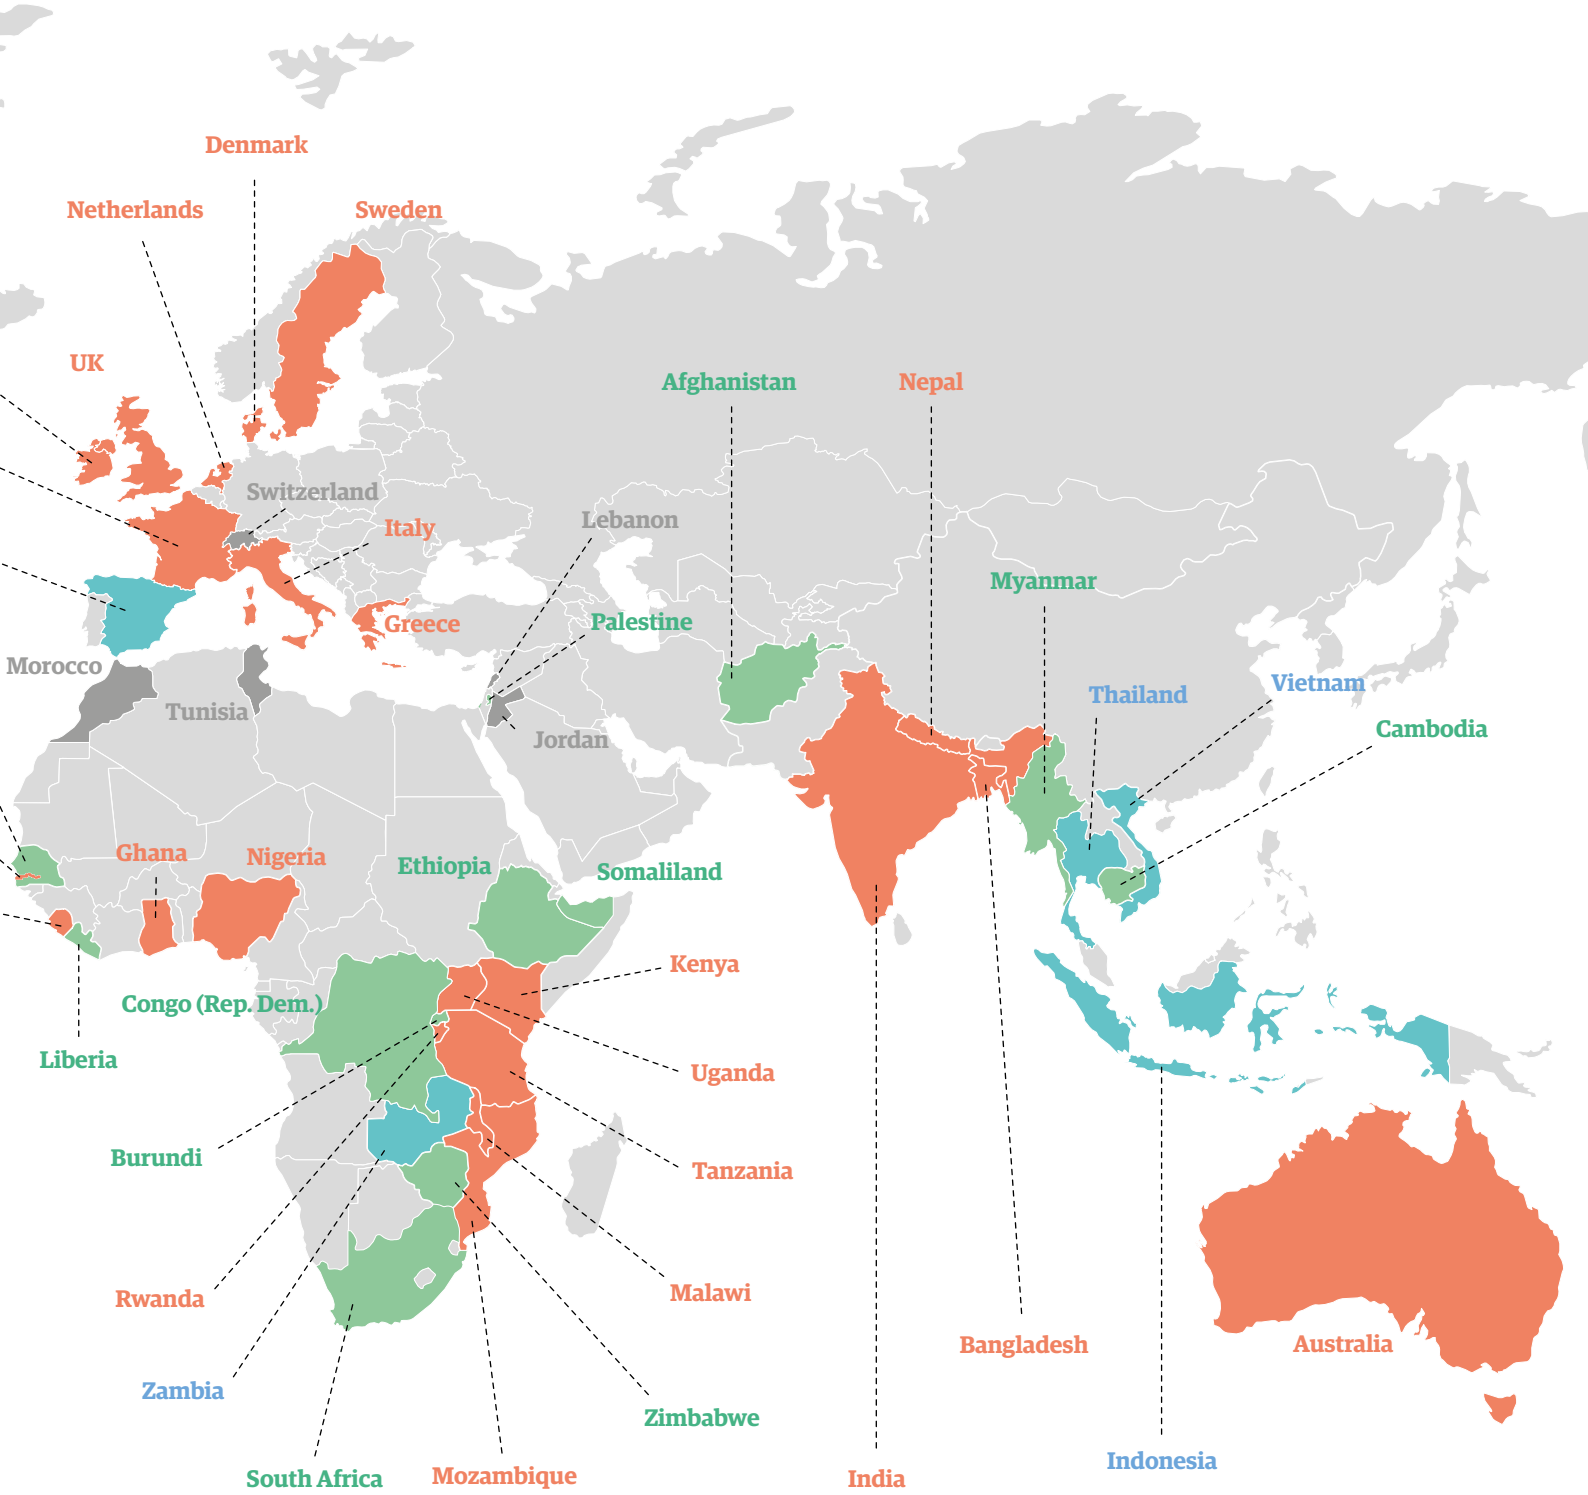 Denmark
Netherlands
Sweden
UK
Afghanistan
Nepal
Switzerland
Lebanon
Italy
Myanmar
Palestine
Greece
Morocco
Vietnam
Thailand
Tunisia
Cambodia
Jordan
Ghana
Nigeria
Ethiopia
Somaliland
Kenya
Congo (Rep. Dem.)
Liberia
Uganda
Burundi
Tanzania
Malawi
Rwanda
Bangladesh
Australia
Zambia
Zimbabwe
Indonesia
South Africa
Mozambique
India